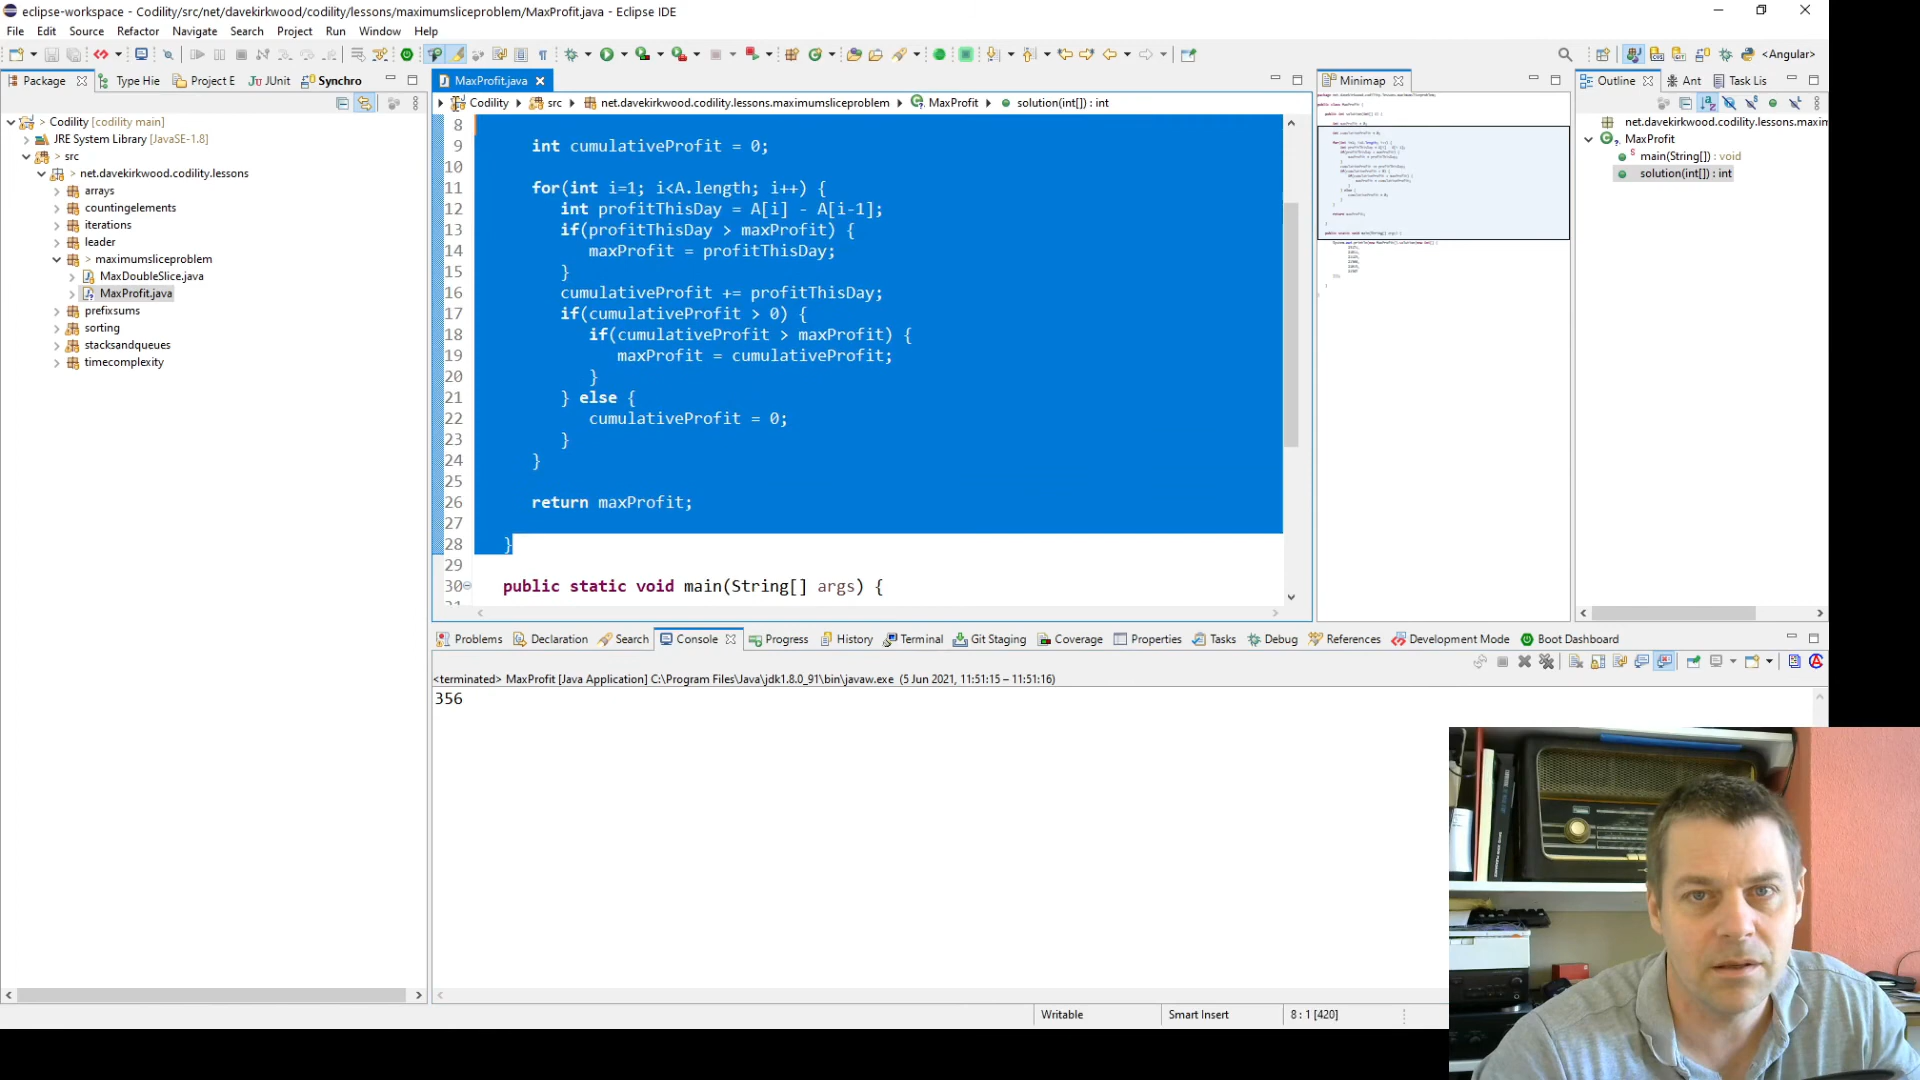 eclipse-workspace - Codility/src/net/davekirkwood/codility/lessons/maximumsliceproblem/MaxProfit.java - Eclipse IDE
File Edit Source Refactor Navigate Search Project Run Window Help
<Angular>
Package Type Hie Project E JUnit Synchro
MaxProfit.java
Minimap
Outline Ant Task Lis
Codility src net.davekirkwood.codility.lessons.maximumsliceproblem MaxProfit solution(int[]) : int
> Codility [codility main]
JRE System Library [JavaSE-1.8]
> src
> net.davekirkwood.codility.lessons
arrays
countingelements
iterations
leader
> maximumsliceproblem
MaxDoubleSlice.java
MaxProfit.java
prefixsums
sorting
stacksandqueues
timecomplexity
8
9 int cumulativeProfit = 0;
10
11 for(int i=1; i<A.length; i++) {
12 int profitThisDay = A[i] - A[i-1];
13 if(profitThisDay > maxProfit) {
14 maxProfit = profitThisDay;
15 }
16 cumulativeProfit += profitThisDay;
17 if(cumulativeProfit > 0) {
18 if(cumulativeProfit > maxProfit) {
19 maxProfit = cumulativeProfit;
20 }
21 } else {
22 cumulativeProfit = 0;
23 }
24 }
25
26 return maxProfit;
27
28 }
29
30 public static void main(String[] args) {
31
net.davekirkwood.codility.lessons.maxim
MaxProfit
main(String[]) : void
solution(int[]) : int
Problems Declaration Search Console Progress History Terminal Git Staging Coverage Properties Tasks Debug References Development Mode Boot Dashboard
<terminated> MaxProfit [Java Application] C:\Program Files\Java\jdk1.8.0_91\bin\javaw.exe (5 Jun 2021, 11:51:15 – 11:51:16)
356
Writable Smart Insert 8 : 1 [420]